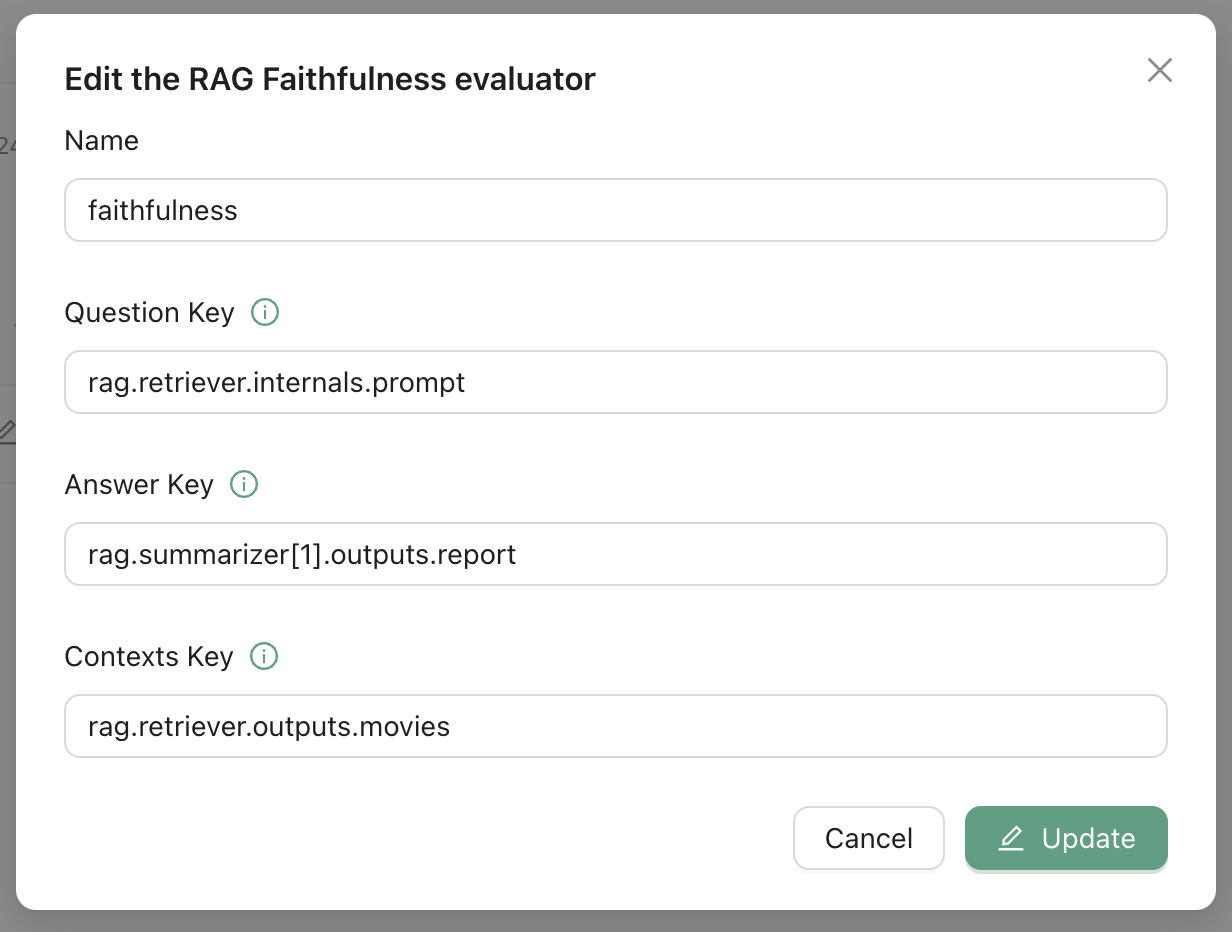 Edit the RAG Faithfulness evaluator
Name
24
faithfulness
Question Key
rag.retriever.internals.prompt
Answer Key
rag.summarizer[1].outputs.report
Contexts Key
rag.retriever.outputs.movies
Cancel
Update